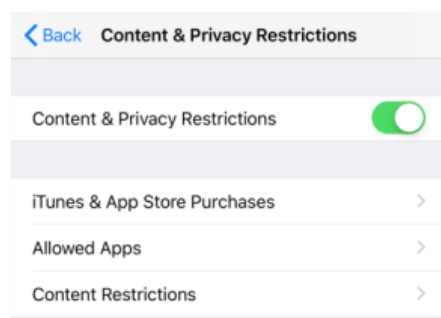 Back Content & Privacy Restrictions
Content & Privacy Restrictions
iTunes & App Store Purchases
Allowed Apps
Content Restrictions